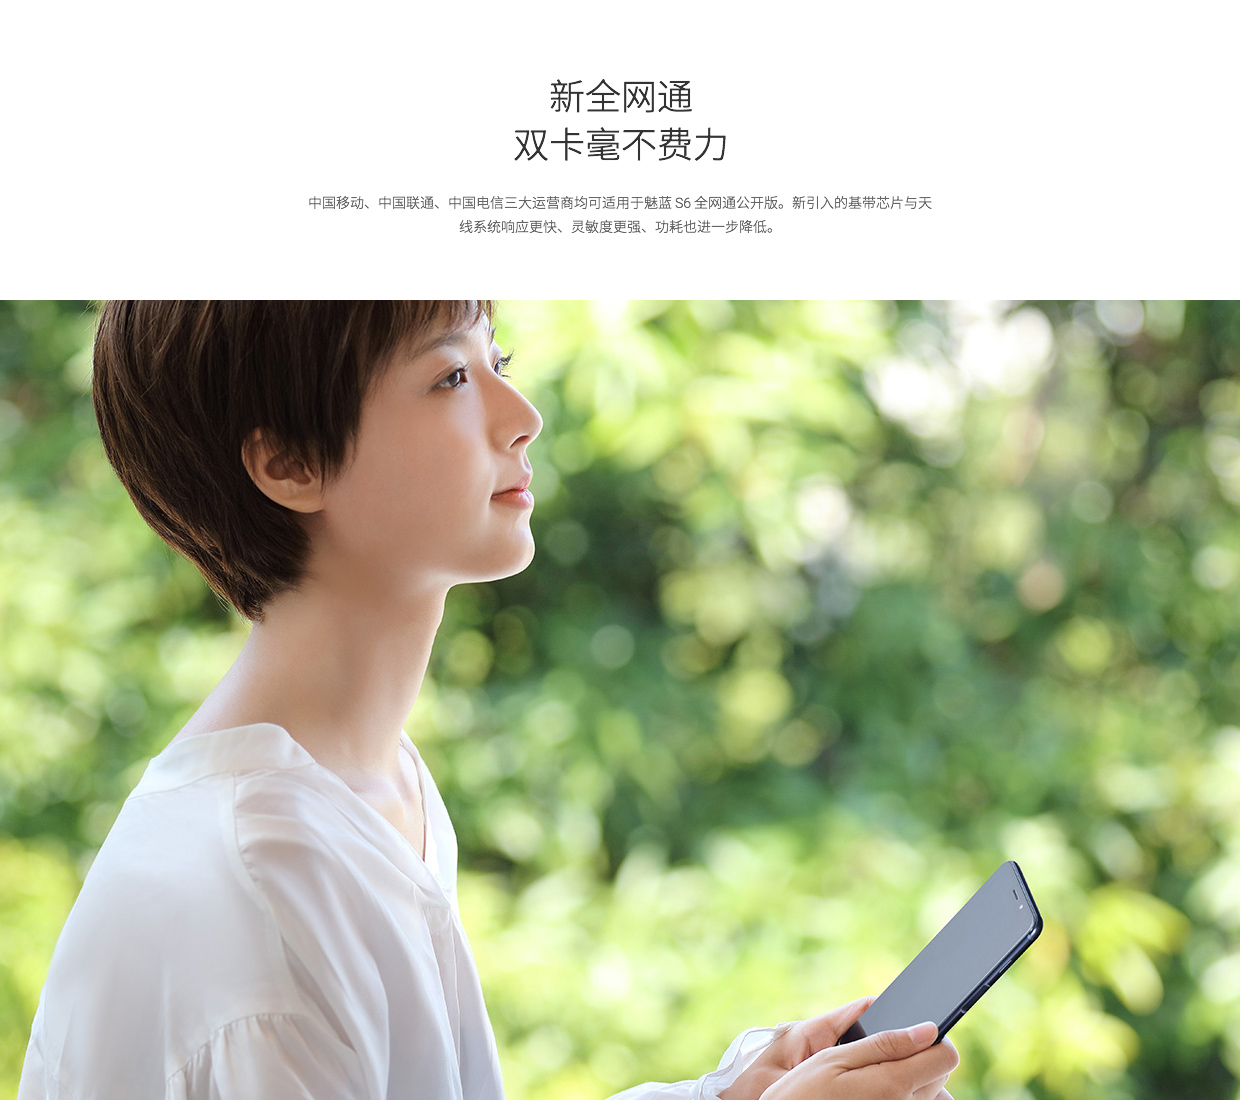 新全网通
双卡毫不费力
中国移动、中国联通、中国电信三大运营商均可适用于魅蓝 S6 全网通公开版。新引入的基带芯片与天
线系统响应更快、灵敏度更强、功耗也进一步降低。